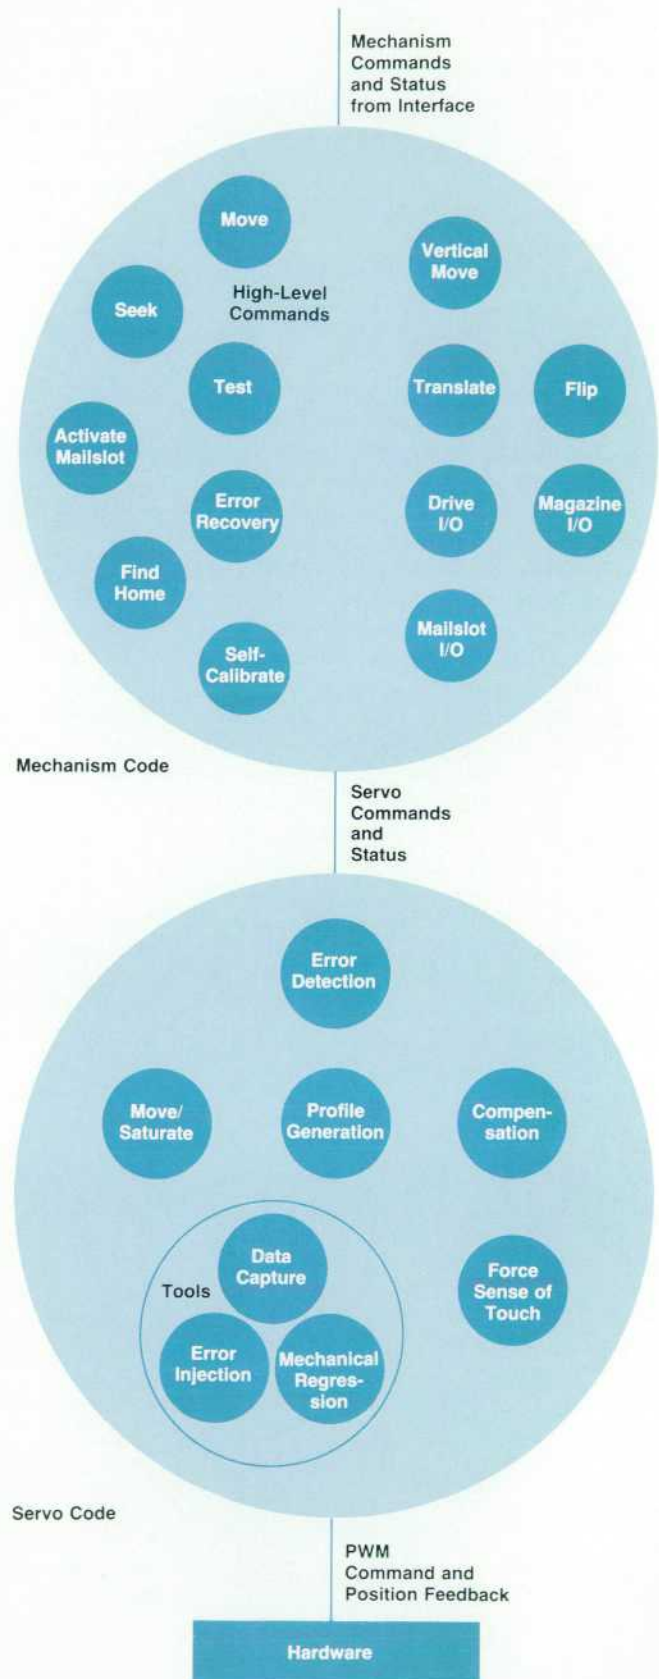 Mechanism
Commands
and Status
from Interface
Move
Vertical
Move
High-Level
Commands
Seek
Test
Translate
Flip
Activate
Mailslot
Error
Recovery
Drive
I/O
Magazine
I/O
Find
Home
Mailslot
I/O
Self-
Calibrate
Mechanism Code
Servo
Commands
and
Status
Error
Detection
Move/
Saturate
Profile
Generation
Compen-
sation
Data
Capture
Tools
Force
Sense of
Touch
Error
Injection
Mechanical
Regres-
sion
Servo Code
PWM
Command and
Position Feedback
Hardware